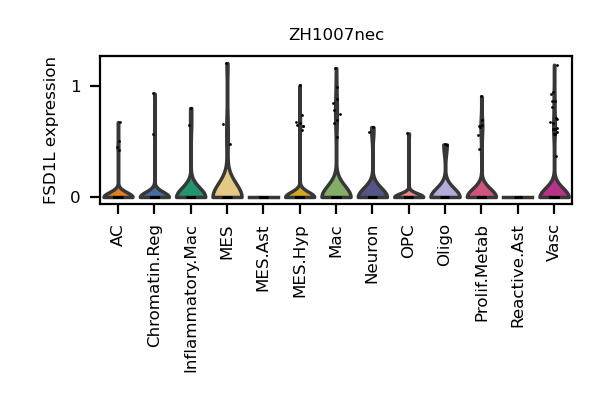 ZH1007nec
FSD1L expression
1
0
AC
Chromatin.Reg
Inflammatory.Mac
MES
MES.Ast
MES.Hyp
Mac
Neuron
OPC
Oligo
Prolif.Metab
Reactive.Ast
Vasc